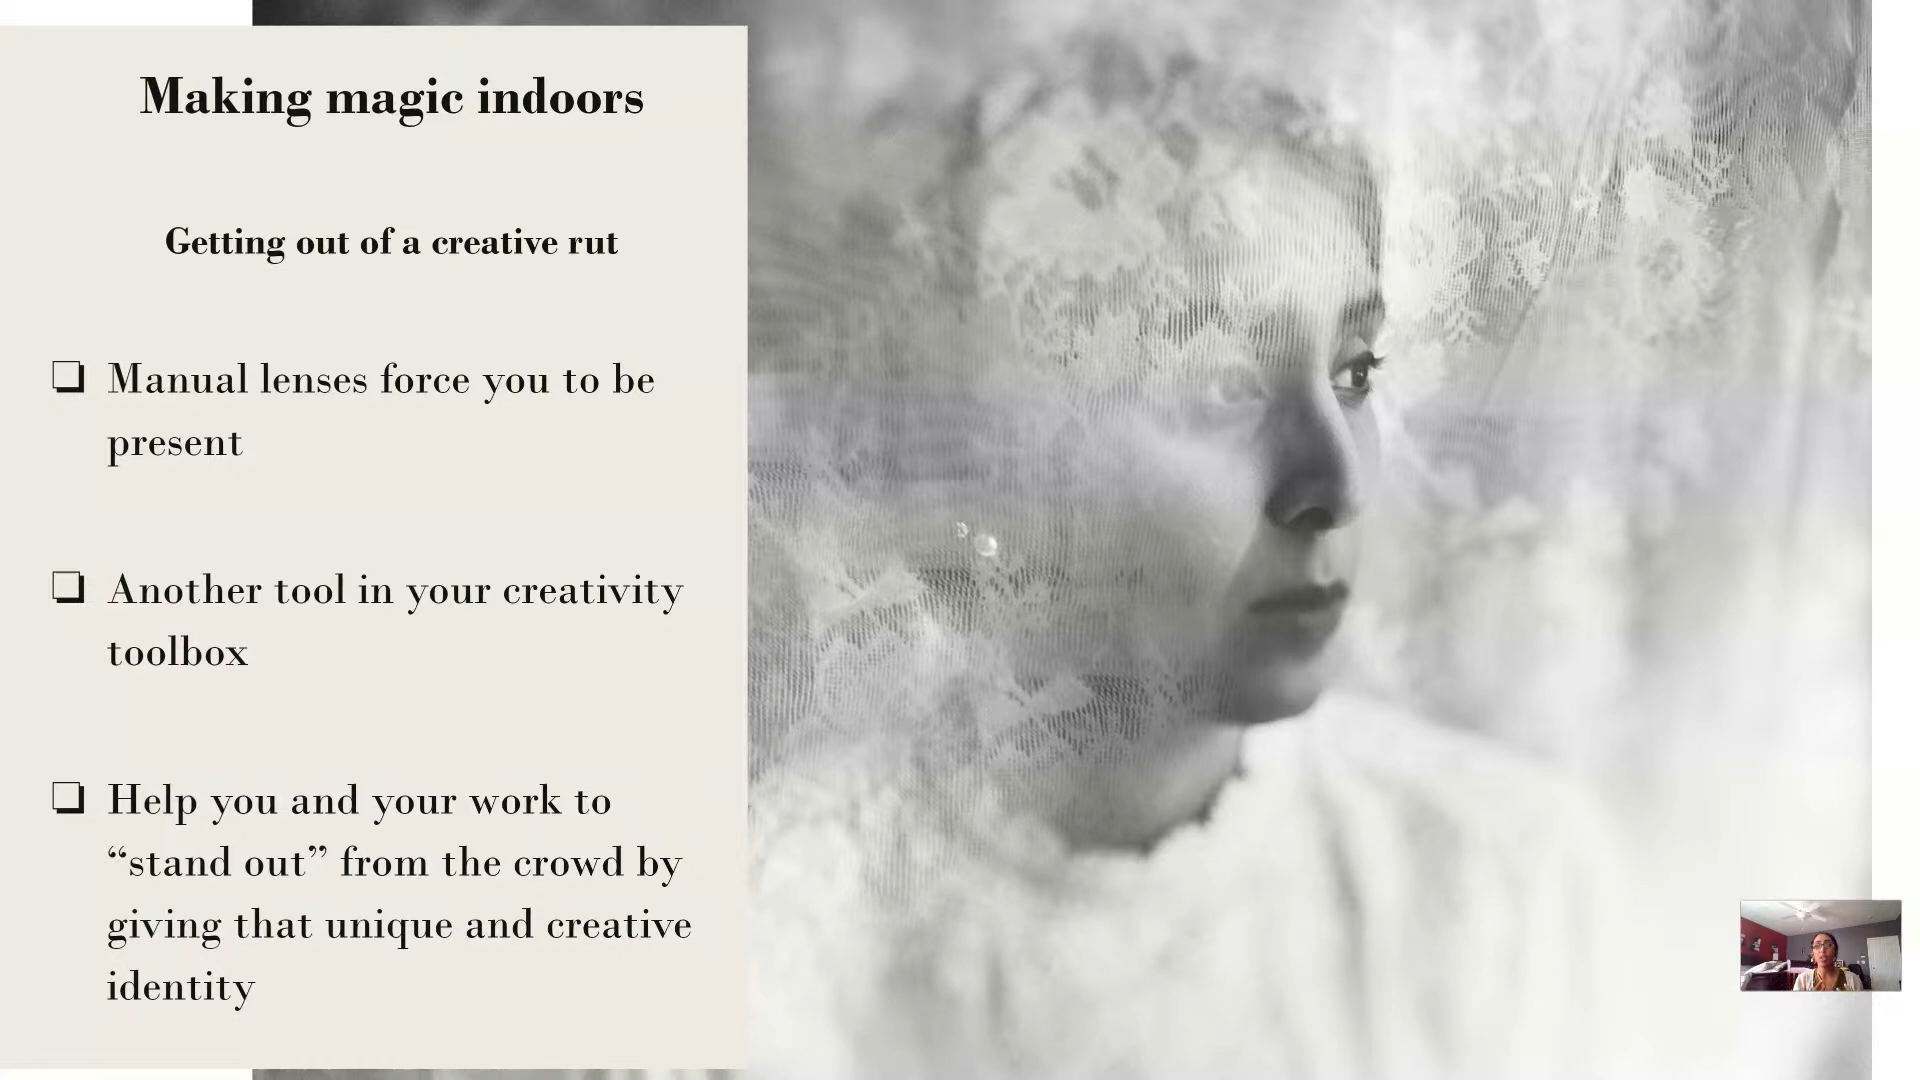 Making magic indoors
Getting out of a creative rut
❏ Manual lenses force you to be
present
❏ Another tool in your creativity
toolbox
❏ Help you and your work to
“stand out” from the crowd by
giving that unique and creative
identity